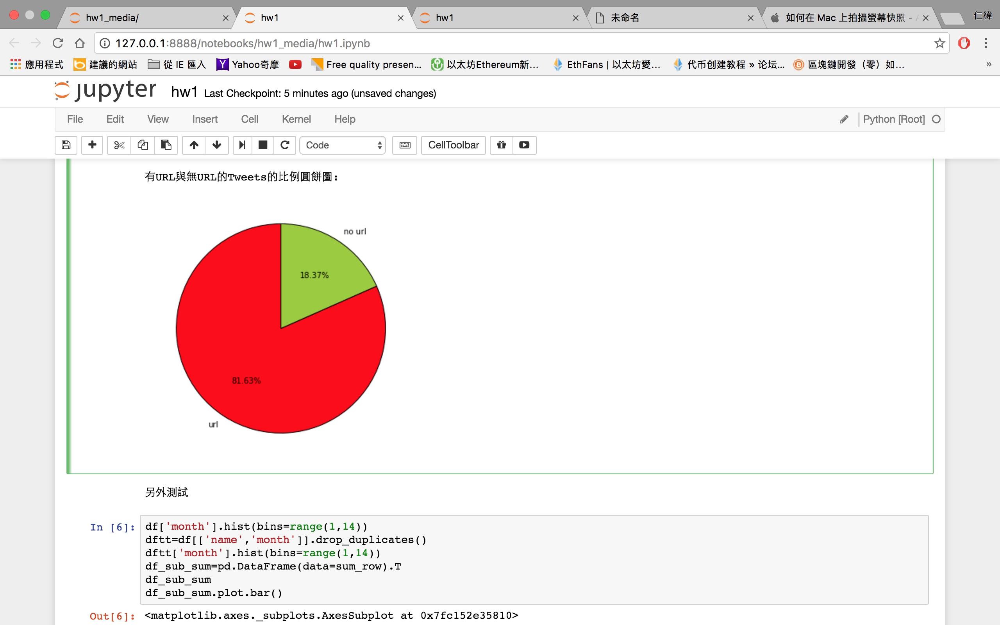 hw1_media/
hw1
hw1
未命名
如何在 Mac 上拍攝螢幕快照 -
仁緯
127.0.0.1:8888/notebooks/hw1_media/hw1.ipynb
應用程式
建議的網站
從 IE 匯入
Yahoo奇摩
Free quality presen...
以太坊Ethereum新...
EthFans | 以太坊愛...
代币创建教程 » 论坛...
區塊鏈開發（零）如...
»
jupyter hw1 Last Checkpoint: 5 minutes ago (unsaved changes)
File Edit View Insert Cell Kernel Help
Python [Root]
Code
CellToolbar
有URL與無URL的Tweets的比例圓餅圖:
no url
18.37%
81.63%
url
另外測試
In [6]:
df['month'].hist(bins=range(1,14))
dftt=df[['name','month']].drop_duplicates()
dftt['month'].hist(bins=range(1,14))
df_sub_sum=pd.DataFrame(data=sum_row).T
df_sub_sum
df_sub_sum.plot.bar()
Out[6]: <matplotlib.axes._subplots.AxesSubplot at 0x7fc152e35810>